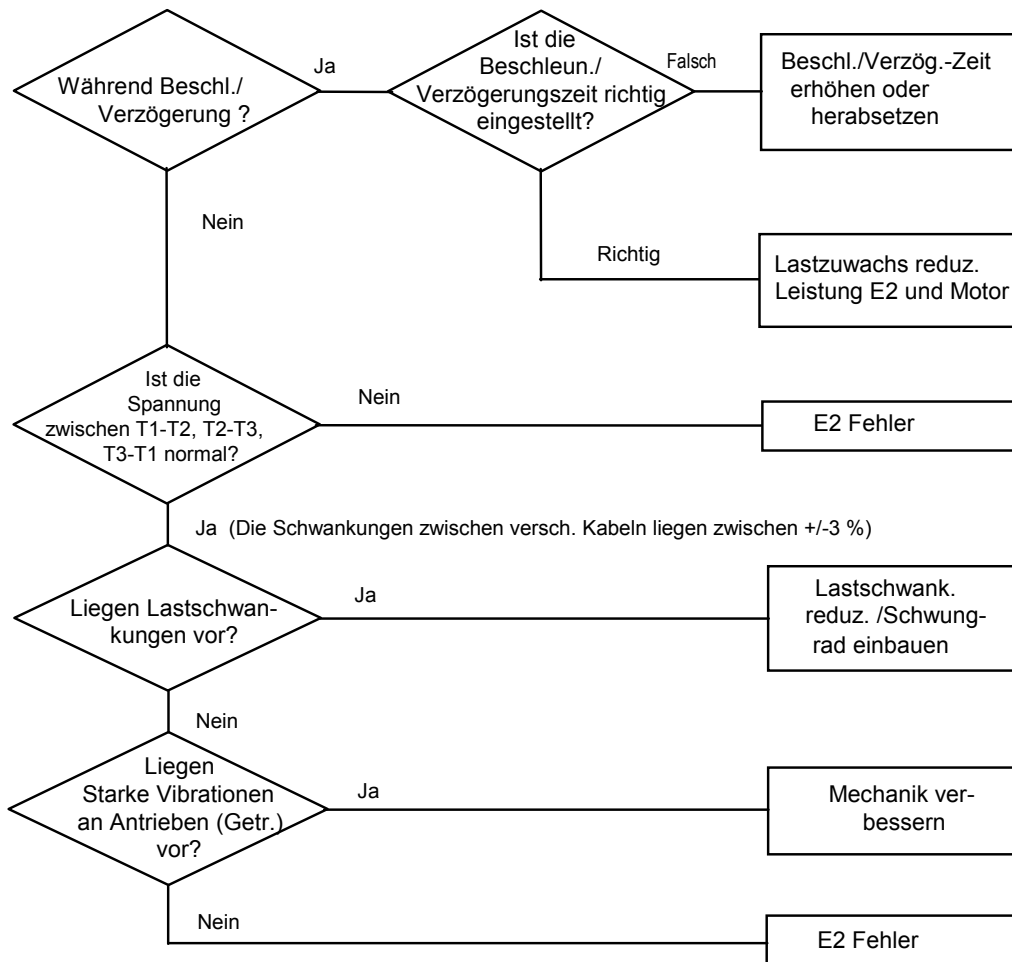 Während Beschl./
Verzögerung ?
Ja
Ist die
Beschleun./
Verzögerungszeit richtig
eingestellt?
Falsch
Beschl./Verzög.-Zeit
erhöhen oder
herabsetzen
Nein
Richtig
Lastzuwachs reduz.
Leistung E2 und Motor
Ist die
Spannung
zwischen T1-T2, T2-T3,
T3-T1 normal?
Nein
E2 Fehler
Ja (Die Schwankungen zwischen versch. Kabeln liegen zwischen +/-3 %)
Liegen Lastschwan-
kungen vor?
Ja
Lastschwank.
reduz. /Schwung-
rad einbauen
Nein
Liegen
Starke Vibrationen
an Antrieben (Getr.)
vor?
Ja
Mechanik ver-
bessern
Nein
E2 Fehler